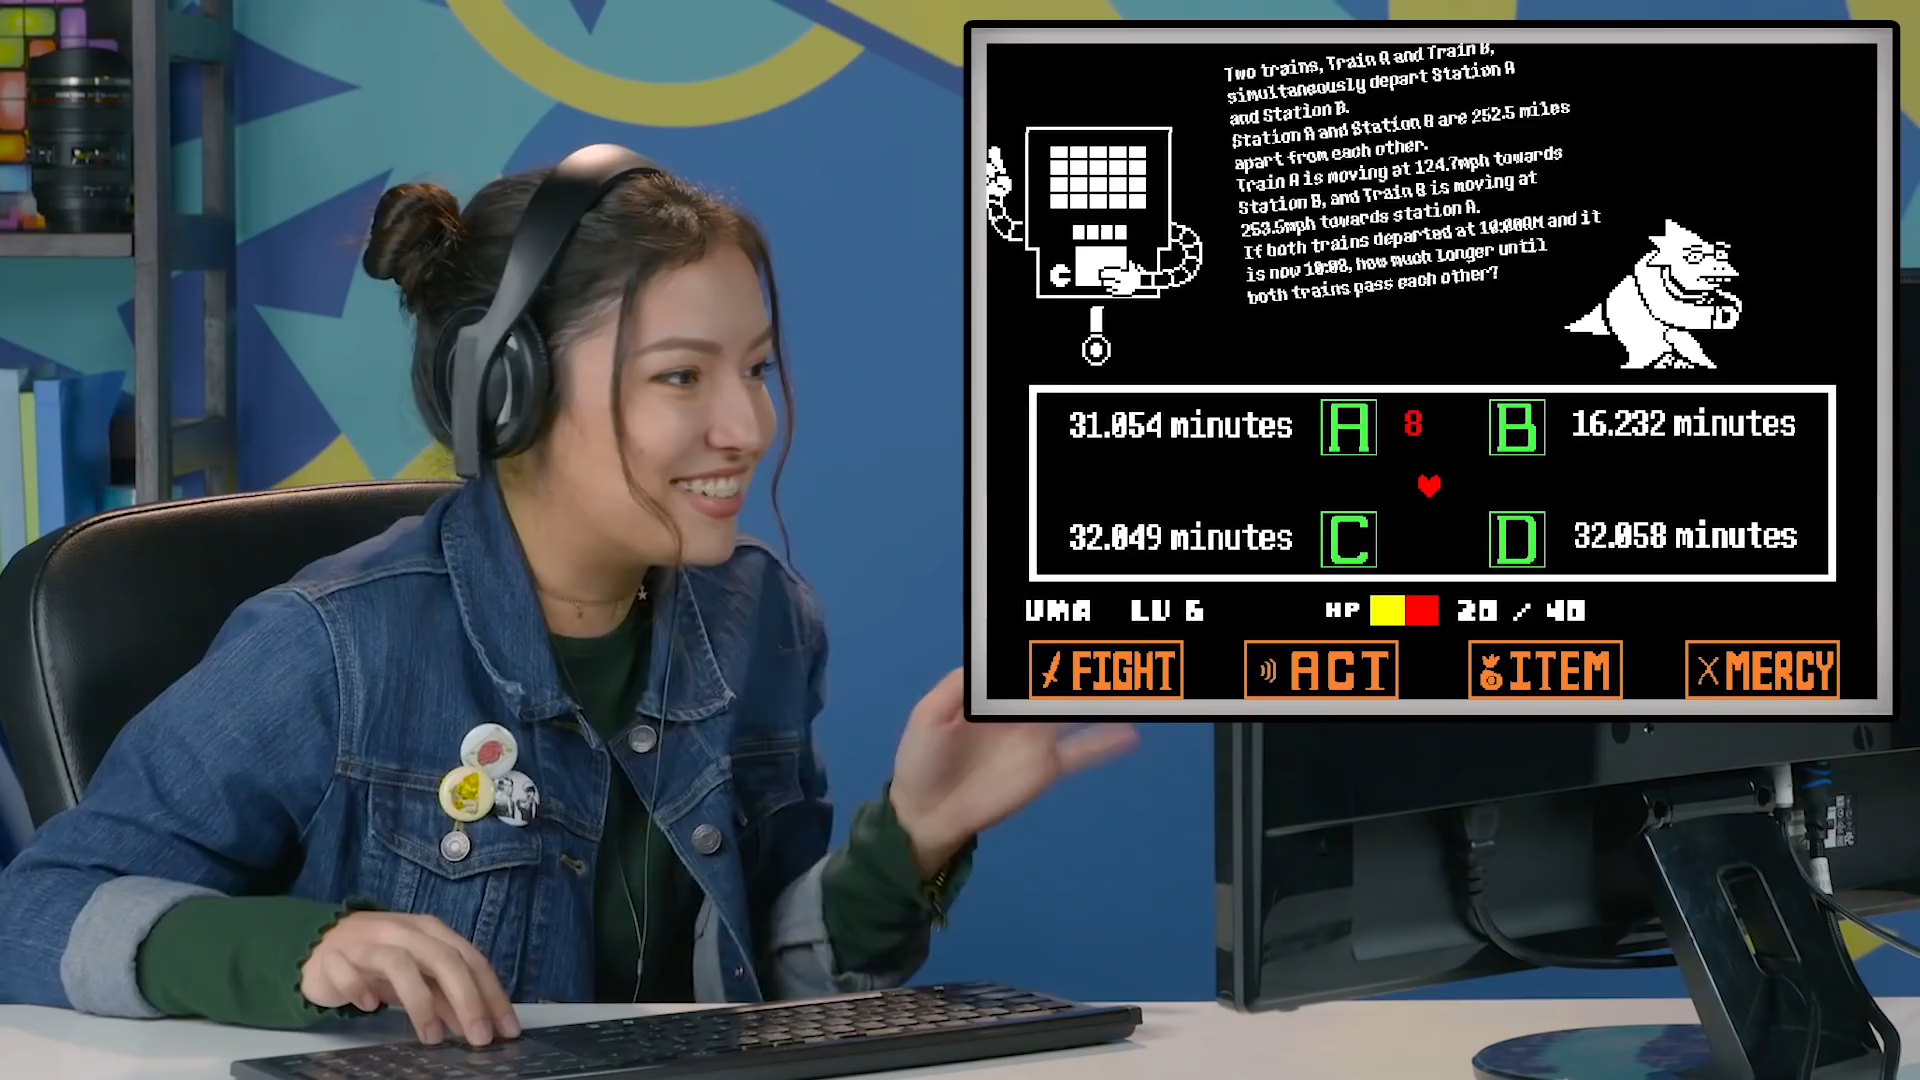 Two trains, Train A and Train B,
simultaneously depart Station A
and Station B.
Station A and Station B are 252.5 miles
apart from each other.
Train A is moving at 124.7mph towards
Station B, and Train B is moving at
253.5mph towards station A.
If both trains departed at 10:00AM and it
is now 10:08, how much longer until
both trains pass each other?
31.054 minutes A 8 B 16.232 minutes
32.049 minutes C D 32.058 minutes
UMA LV 6 HP 20 / 40
FIGHT ACT ITEM MERCY